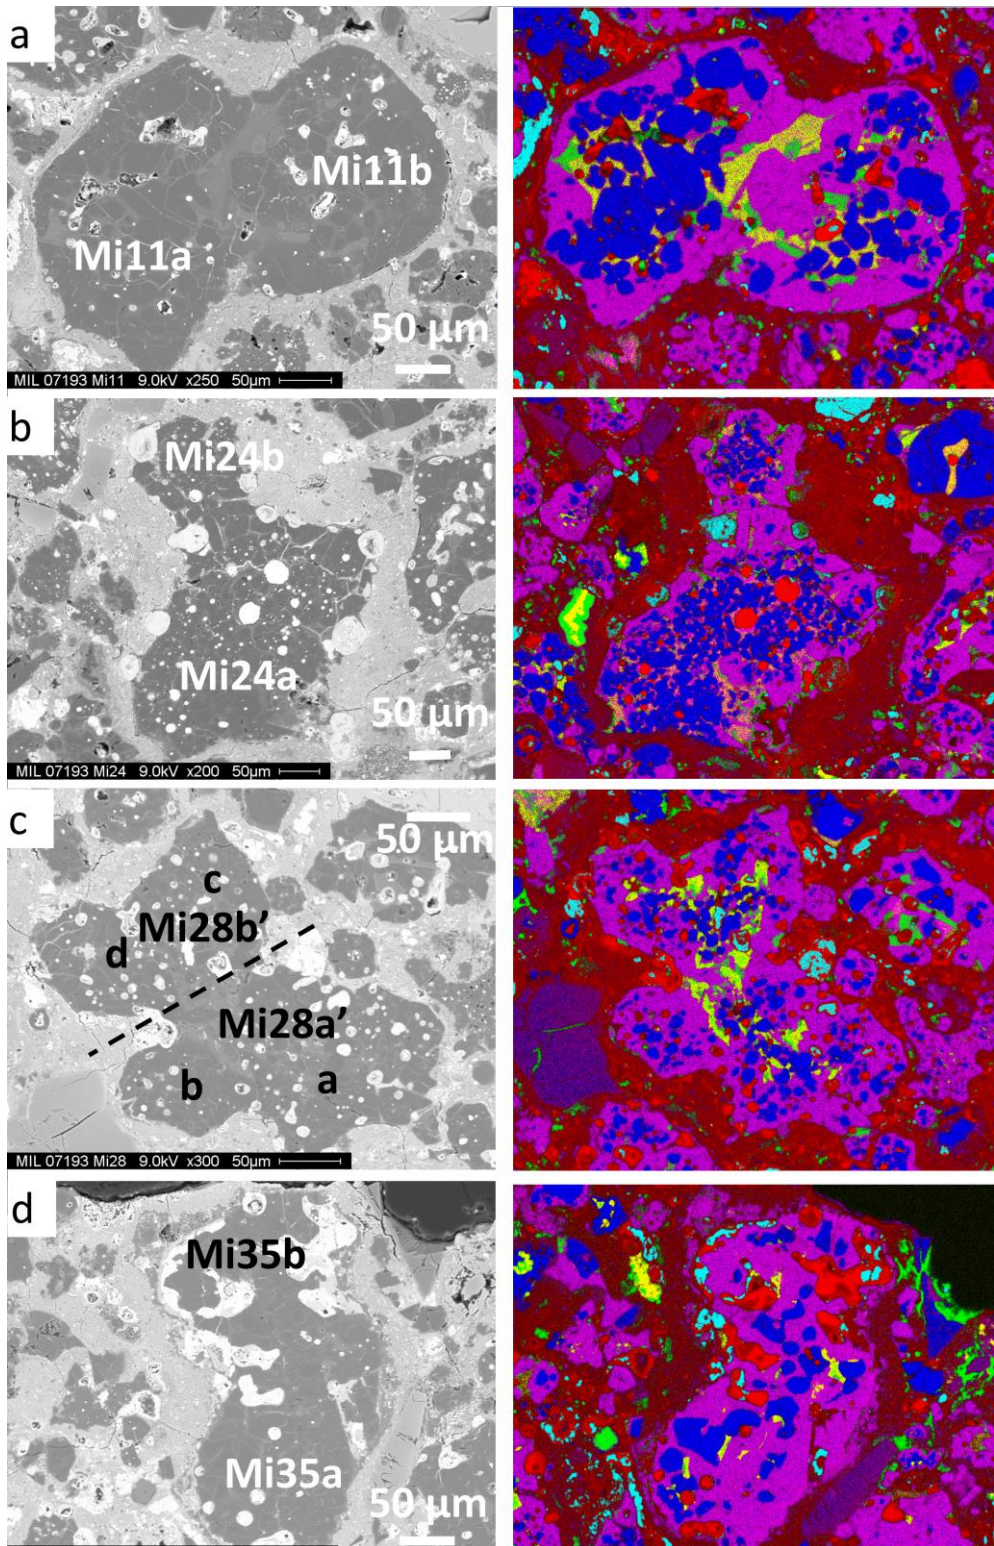 a
Mi11b
Mi11a
50 µm
MIL 07193 Mi11 9.0kV x250 50µm
b
Mi24b
Mi24a
50 µm
MIL 07193 Mi24 9.0kV x200 50µm
c
50 µm
c
Mi28b’
d
Mi28a’
b
a
MIL 07193 Mi28 9.0kV x300 50µm
d
Mi35b
Mi35a
50 µm